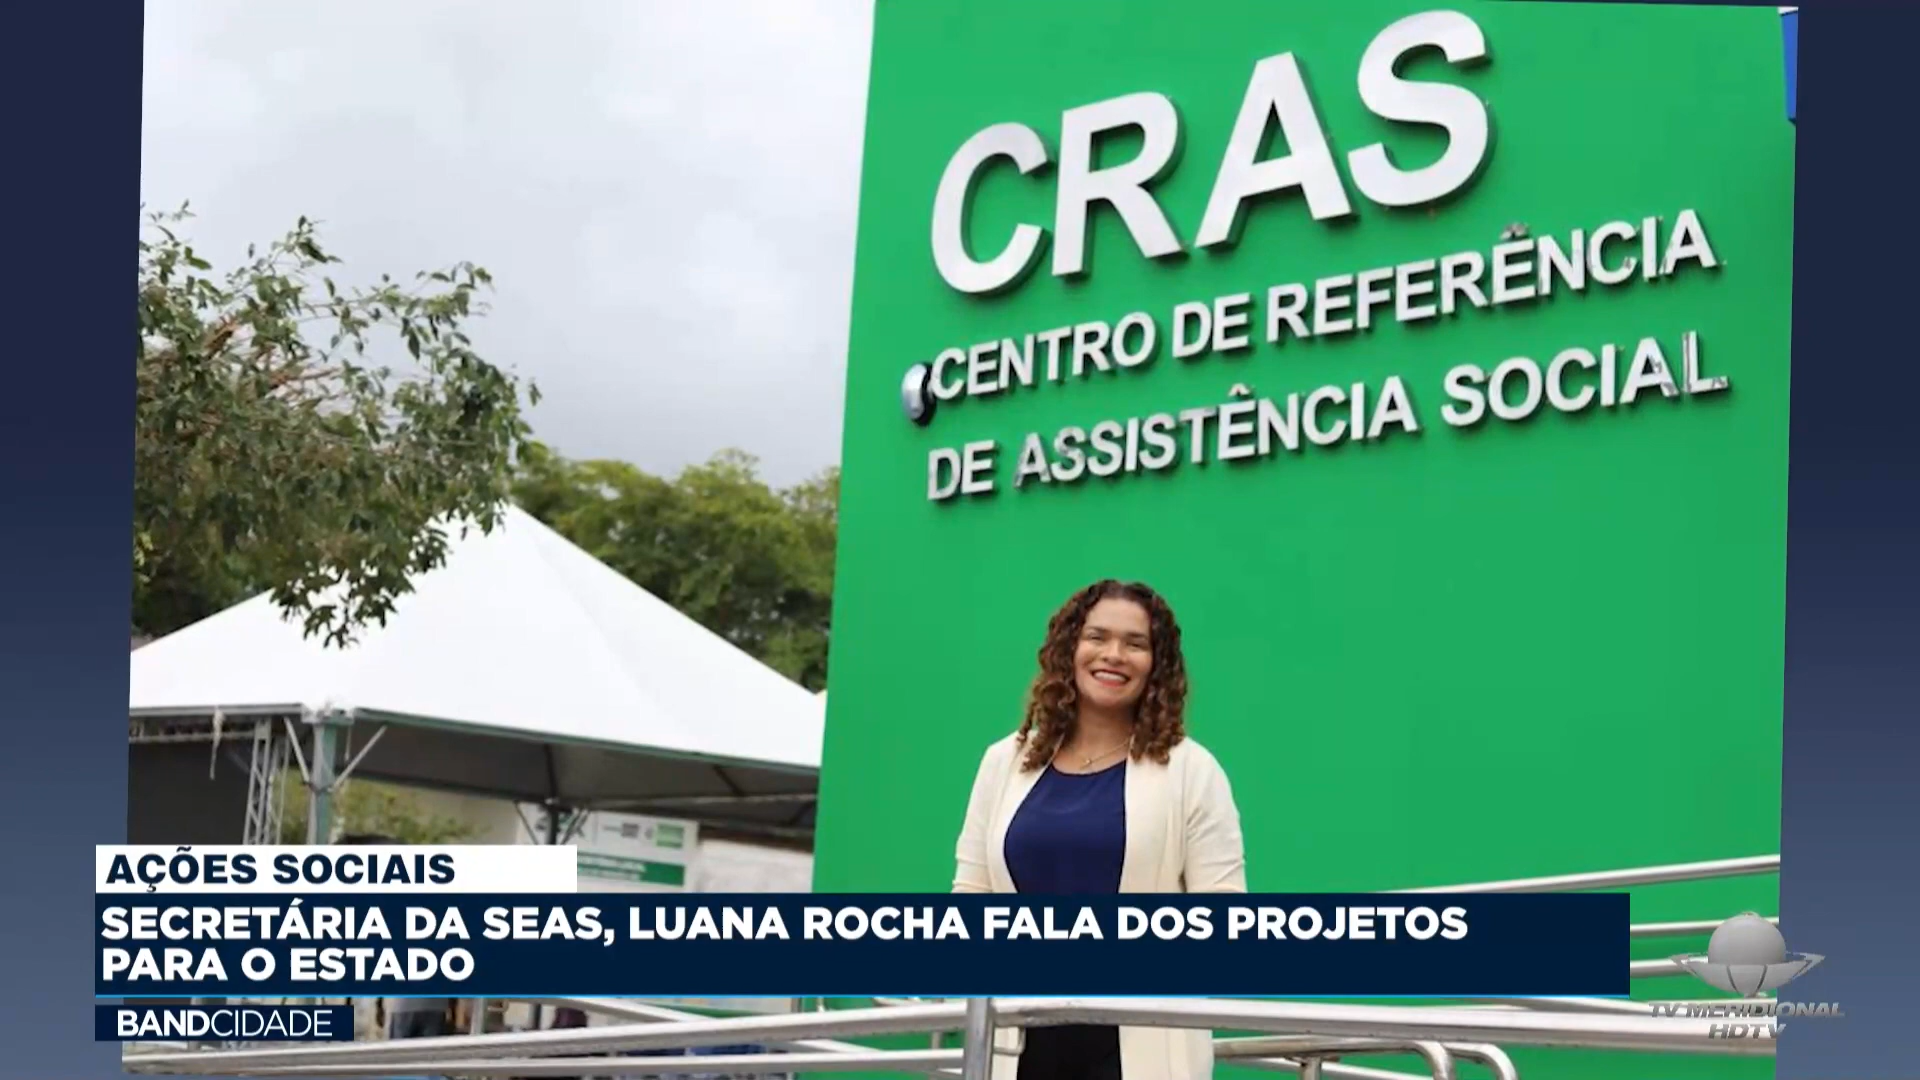 CRAS
CENTRO DE REFERÊNCIA
DE ASSISTÊNCIA SOCIAL
AÇÕES SOCIAIS
SECRETÁRIA DA SEAS, LUANA ROCHA FALA DOS PROJETOS
PARA O ESTADO
BANDCIDADE
TV MERIDIONAL
HDTV